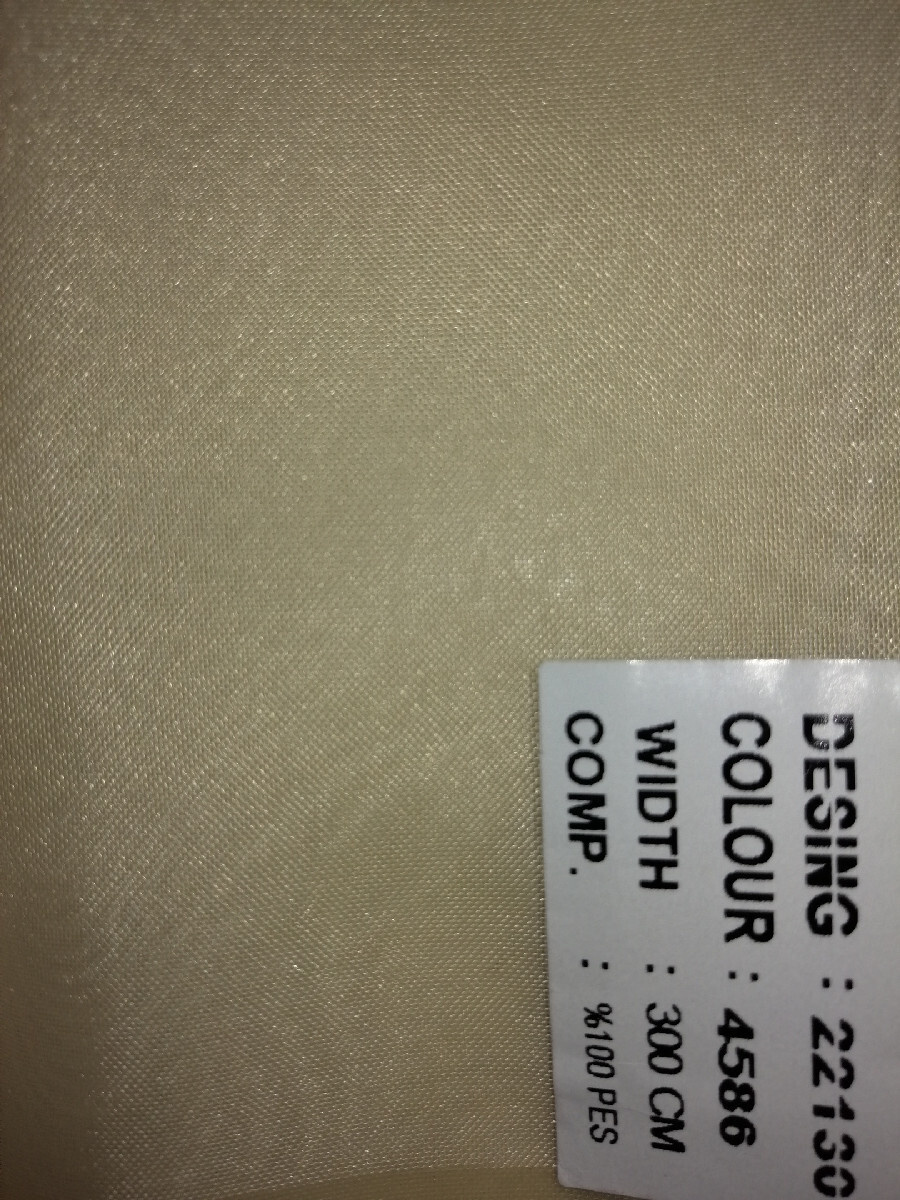 DESING : 22130
COLOUR : 4586
WIDTH : 300 CM
COMP. : %100 PES